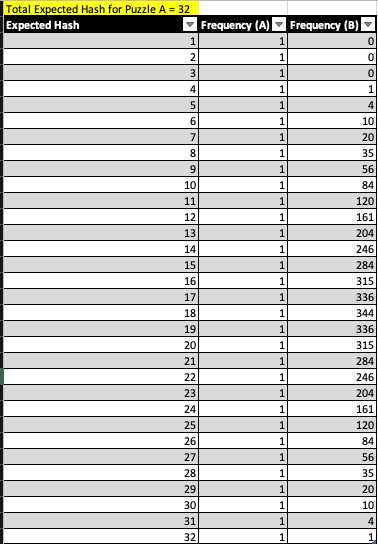 Total Expected Hash for Puzzle A = 32
Expected Hash Frequency (A) Frequency (B)
1 1 0
2 1 0
3 1 0
4 1 1
5 1 4
6 1 10
7 1 20
8 1 35
9 1 56
10 1 84
11 1 120
12 1 161
13 1 204
14 1 246
15 1 284
16 1 315
17 1 336
18 1 344
19 1 336
20 1 315
21 1 284
22 1 246
23 1 204
24 1 161
25 1 120
26 1 84
27 1 56
28 1 35
29 1 20
30 1 10
31 1 4
32 1 1